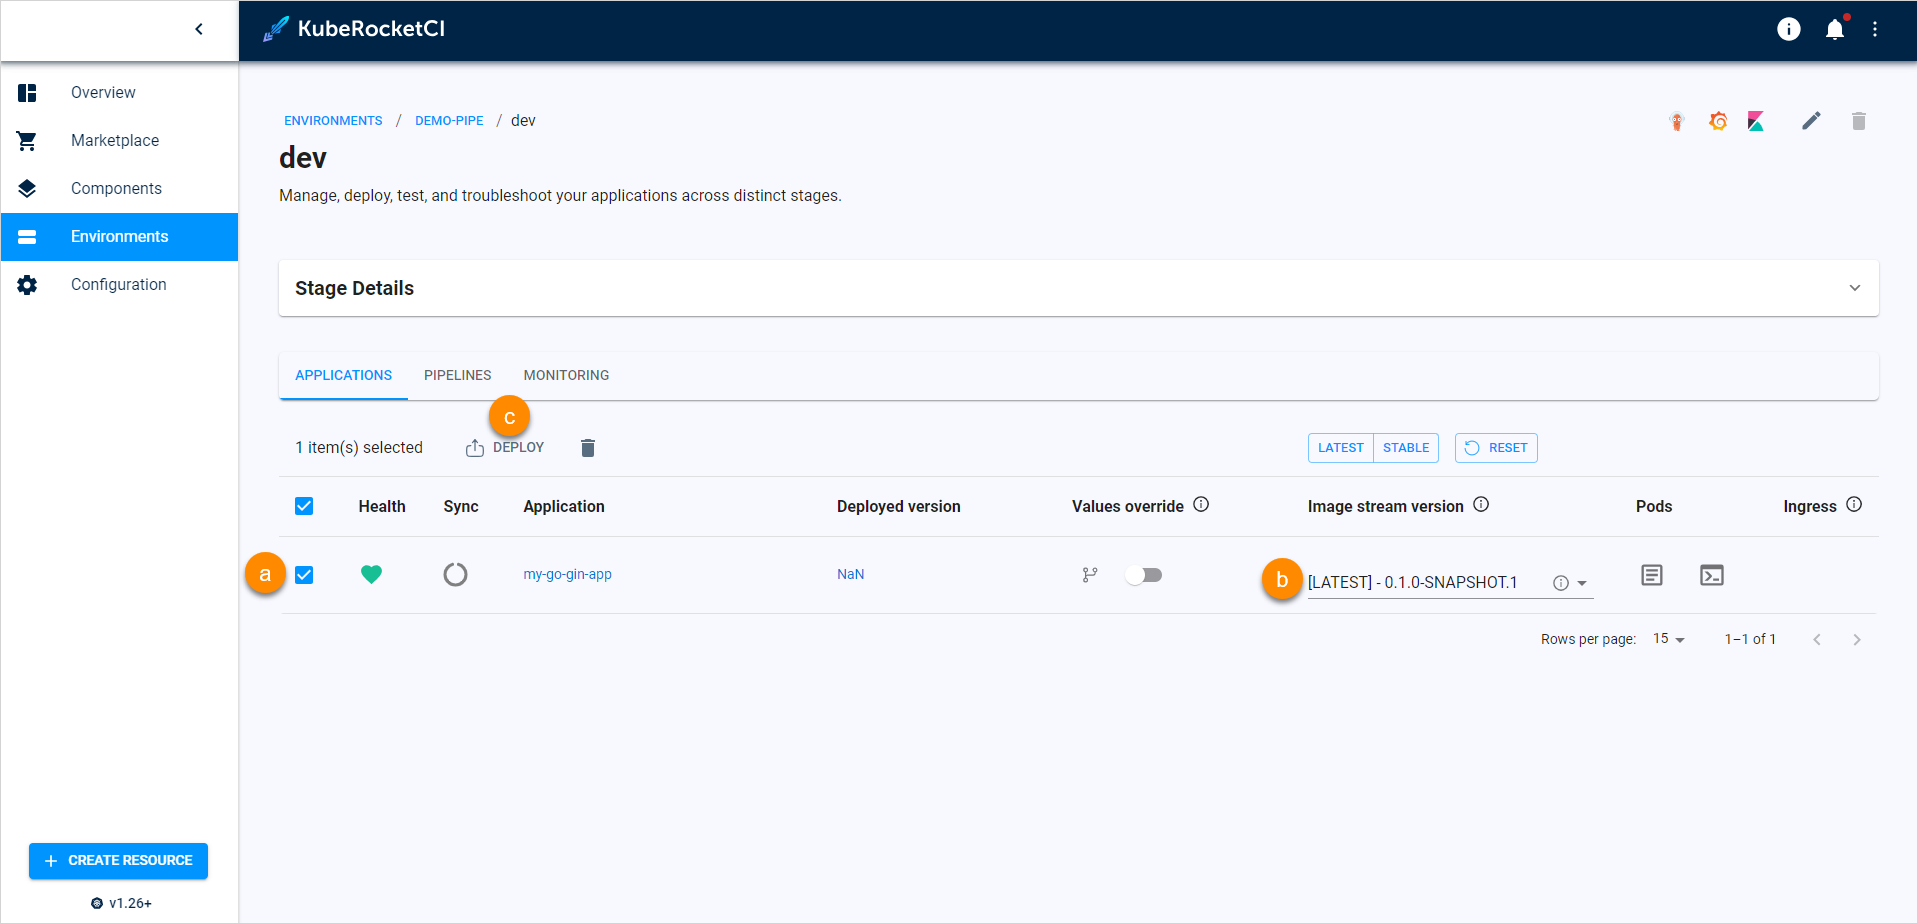 KubeRocketCI
Overview
Marketplace
Components
Environments
Configuration
ENVIRONMENTS / DEMO-PIPE / dev
dev
Manage, deploy, test, and troubleshoot your applications across distinct stages.
Stage Details
APPLICATIONS PIPELINES MONITORING
c
1 item(s) selected DEPLOY LATEST STABLE RESET
Health Sync Application Deployed version Values override Image stream version Pods Ingress
a my-go-gin-app NaN b [LATEST] - 0.1.0-SNAPSHOT.1
Rows per page: 15 1–1 of 1
+ CREATE RESOURCE
v1.26+